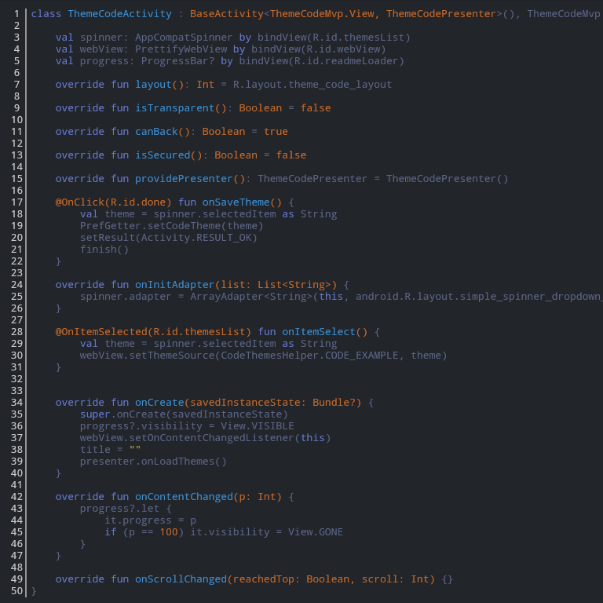 1 class ThemeCodeActivity : BaseActivity<ThemeCodeMvp.View, ThemeCodePresenter>(), ThemeCodeMvp
2
3     val spinner: AppCompatSpinner by bindView(R.id.themesList)
4     val webView: PrettifyWebView by bindView(R.id.webView)
5     val progress: ProgressBar? by bindView(R.id.readmeLoader)
6
7     override fun layout(): Int = R.layout.theme_code_layout
8
9     override fun isTransparent(): Boolean = false
10
11     override fun canBack(): Boolean = true
12
13     override fun isSecured(): Boolean = false
14
15     override fun providePresenter(): ThemeCodePresenter = ThemeCodePresenter()
16
17     @OnClick(R.id.done) fun onSaveTheme() {
18         val theme = spinner.selectedItem as String
19         PrefGetter.setCodeTheme(theme)
20         setResult(Activity.RESULT_OK)
21         finish()
22     }
23
24     override fun onInitAdapter(list: List<String>) {
25         spinner.adapter = ArrayAdapter<String>(this, android.R.layout.simple_spinner_dropdown_
26     }
27
28     @OnItemSelected(R.id.themesList) fun onItemSelect() {
29         val theme = spinner.selectedItem as String
30         webView.setThemeSource(CodeThemesHelper.CODE_EXAMPLE, theme)
31     }
32
33
34     override fun onCreate(savedInstanceState: Bundle?) {
35         super.onCreate(savedInstanceState)
36         progress?.visibility = View.VISIBLE
37         webView.setOnContentChangedListener(this)
38         title = ""
39         presenter.onLoadThemes()
40     }
41
42     override fun onContentChanged(p: Int) {
43         progress?.let {
44             it.progress = p
45             if (p == 100) it.visibility = View.GONE
46         }
47     }
48
49     override fun onScrollChanged(reachedTop: Boolean, scroll: Int) {}
50 }